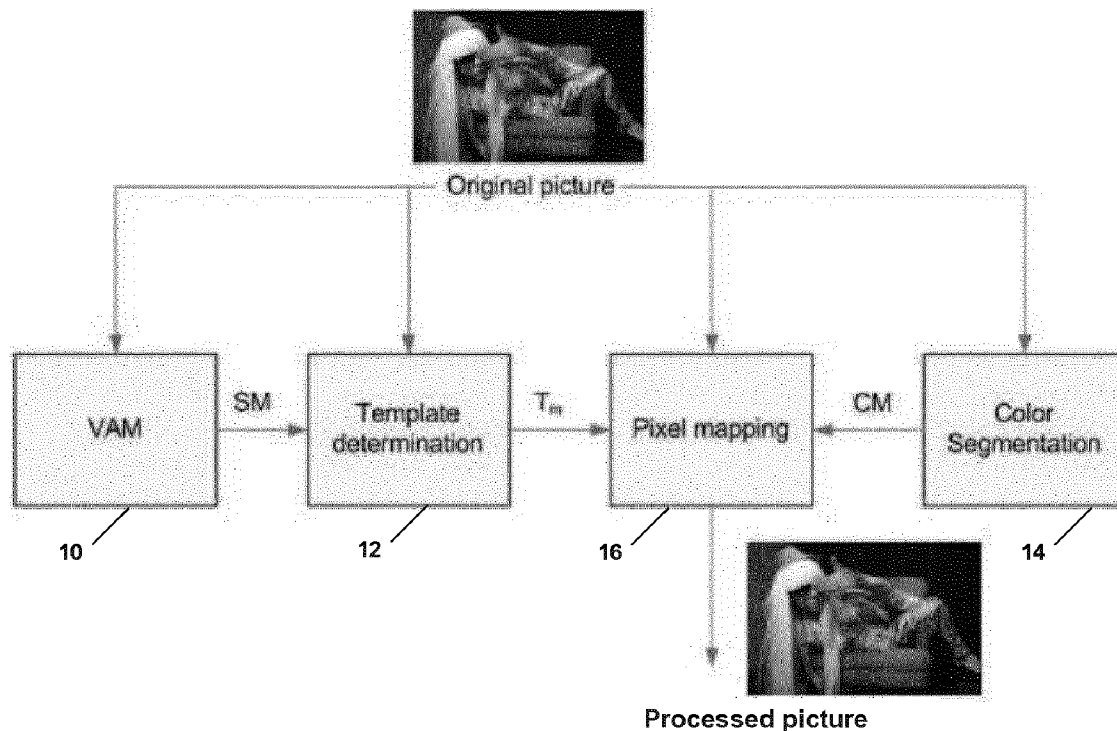 Original picture
VAM
SM
Template
determination
Tm
Pixel mapping
CM
Color
Segmentation
10
12
16
14
Processed picture